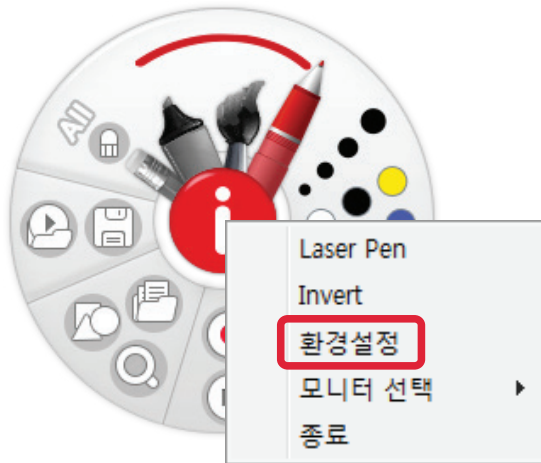 All
Laser Pen
Invert
환경설정
모니터 선택
종료